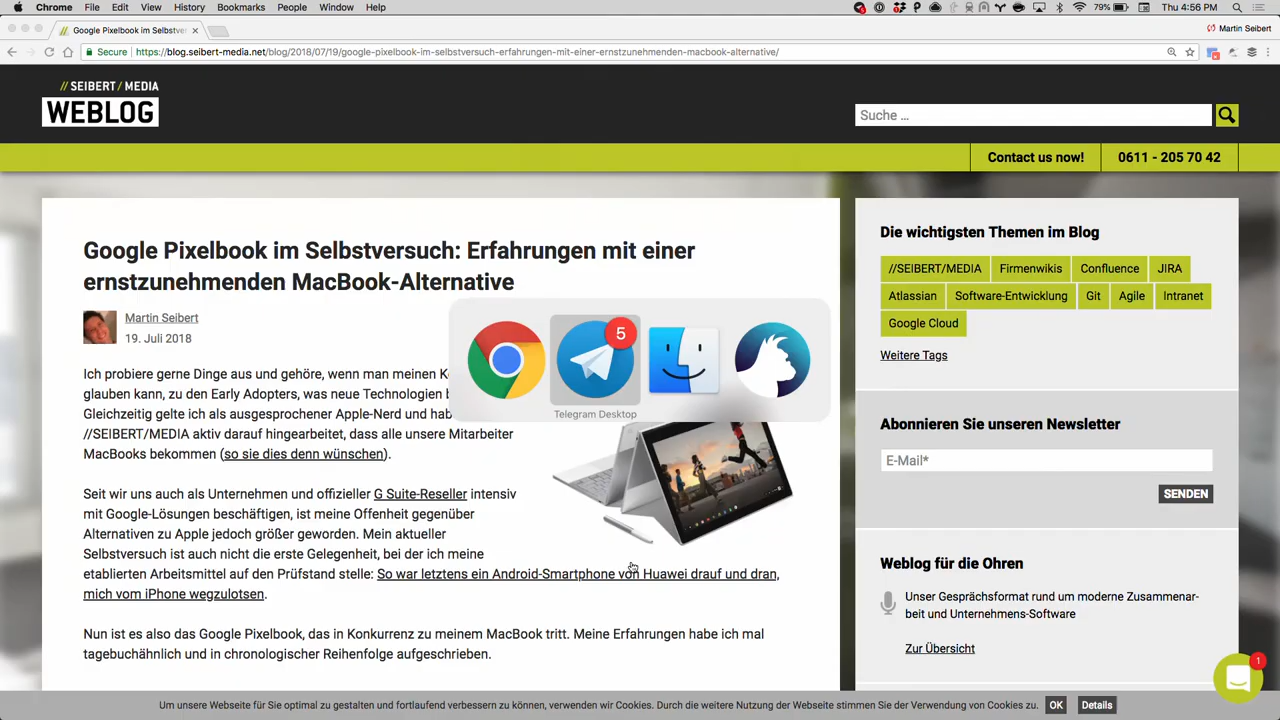 Chrome File Edit View History Bookmarks People Window Help
79% Thu 4:56 PM
Google Pixelbook im Selbstver
Martin Seibert
Secure https://blog.seibert-media.net/blog/2018/07/19/google-pixelbook-im-selbstversuch-erfahrungen-mit-einer-ernstzunehmenden-macbook-alternative/
// SEIBERT / MEDIA
WEBLOG
Suche ...
Contact us now! 0611 - 205 70 42
Google Pixelbook im Selbstversuch: Erfahrungen mit einer
ernstzunehmenden MacBook-Alternative
Martin Seibert
19. Juli 2018
5
Telegram Desktop
Ich probiere gerne Dinge aus und gehöre, wenn man meinen K
glauben kann, zu den Early Adopters, was neue Technologien
Gleichzeitig gelte ich als ausgesprochener Apple-Nerd und hab
//SEIBERT/MEDIA aktiv darauf hingearbeitet, dass alle unsere Mitarbeiter
MacBooks bekommen (so sie dies denn wünschen).
Seit wir uns auch als Unternehmen und offizieller G Suite-Reseller intensiv
mit Google-Lösungen beschäftigen, ist meine Offenheit gegenüber
Alternativen zu Apple jedoch größer geworden. Mein aktueller
Selbstversuch ist auch nicht die erste Gelegenheit, bei der ich meine
etablierten Arbeitsmittel auf den Prüfstand stelle: So war letztens ein Android-Smartphone von Huawei drauf und dran,
mich vom iPhone wegzulotsen.
Nun ist es also das Google Pixelbook, das in Konkurrenz zu meinem MacBook tritt. Meine Erfahrungen habe ich mal
tagebuchähnlich und in chronologischer Reihenfolge aufgeschrieben.
Die wichtigsten Themen im Blog
//SEIBERT/MEDIA Firmenwikis Confluence JIRA
Atlassian Software-Entwicklung Git Agile Intranet
Google Cloud
Weitere Tags
Abonnieren Sie unseren Newsletter
E-Mail*
SENDEN
Weblog für die Ohren
Unser Gesprächsformat rund um moderne Zusammenar-
beit und Unternehmens-Software
Zur Übersicht
1
Um unsere Webseite für Sie optimal zu gestalten und fortlaufend verbessern zu können, verwenden wir Cookies. Durch die weitere Nutzung der Webseite stimmen Sie der Verwendung von Cookies zu. OK Details